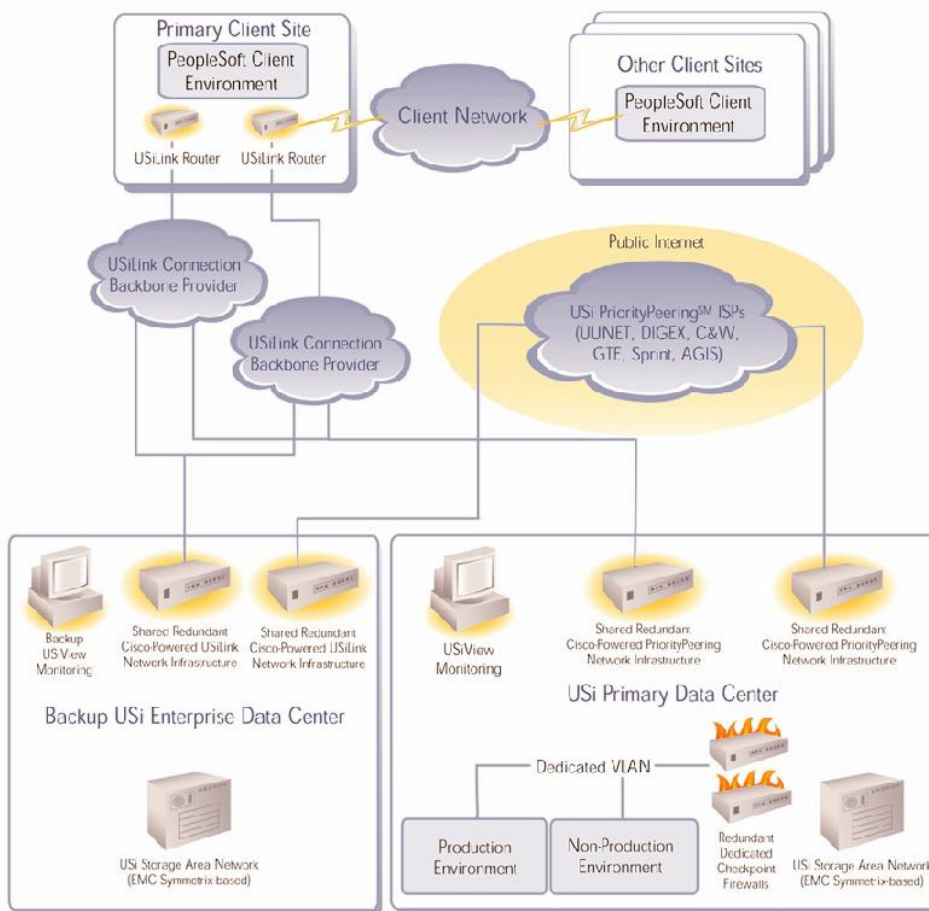 Primary Client Site
PeopleSoft Client
Environment
USiLink Router
USiLink Router
Client Network
Other Client Sites
PeopleSoft Client
Environment
USiLink Connection
Backbone Provider
USiLink Connection
Backbone Provider
Public Internet
USi PriorityPeering℠ ISPs
(UUNET, DIGEX, C&W,
GTE, Sprint, AGIS)
Backup
USiView
Monitoring
Shared Redundant
Cisco-Powered USiLink
Network Infrastructure
Shared Redundant
Cisco-Powered USiLink
Network Infrastructure
Backup USi Enterprise Data Center
USi Storage Area Network
(EMC Symmetrix-based)
USiView
Monitoring
Shared Redundant
Cisco-Powered PriorityPeering
Network Infrastructure
Shared Redundant
Cisco-Powered PriorityPeering
Network Infrastructure
USi Primary Data Center
Dedicated VLAN
Production
Environment
Non-Production
Environment
Redundant
Dedicated
Checkpoint
Firewalls
USi Storage Area Network
(EMC Symmetrix-based)